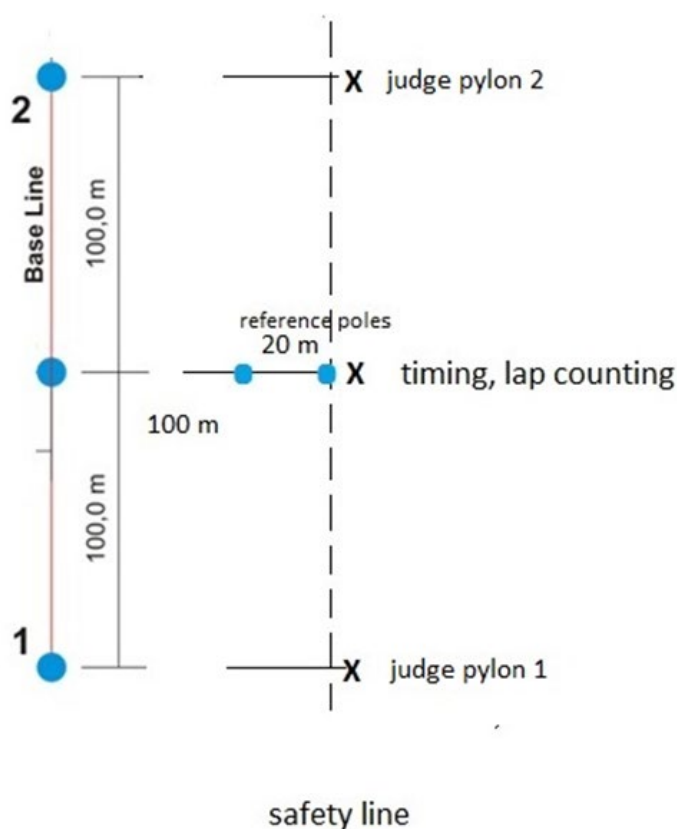 X judge pylon 2
2
Base Line
100,0 m
reference poles
20 m
X timing, lap counting
100 m
100,0 m
1
X judge pylon 1
safety line